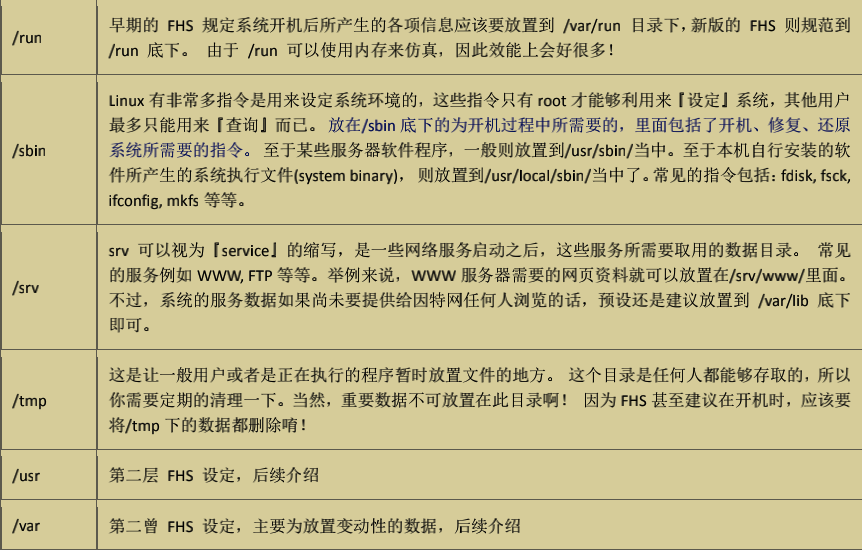 /run
早期的 FHS 规定系统开机后所产生的各项信息应该要放置到 /var/run 目录下，新版的 FHS 则规范到
/run 底下。 由于 /run 可以使用内存来仿真，因此效能上会好很多！
/sbin
Linux 有非常多指令是用来设定系统环境的，这些指令只有 root 才能够利用来『设定』系统，其他用户
最多只能用来『查询』而已。 放在/sbin 底下的为开机过程中所需要的，里面包括了开机、修复、还原
系统所需要的指令。 至于某些服务器软件程序，一般则放置到/usr/sbin/当中。至于本机自行安装的软
件所产生的系统执行文件(system binary)， 则放置到/usr/local/sbin/当中了。常见的指令包括：fdisk, fsck,
ifconfig, mkfs 等等。
/srv
srv 可以视为『service』的缩写，是一些网络服务启动之后，这些服务所需要取用的数据目录。 常见
的服务例如 WWW, FTP 等等。举例来说，WWW 服务器需要的网页资料就可以放置在/srv/www/里面。
不过，系统的服务数据如果尚未要提供给因特网任何人浏览的话，预设还是建议放置到 /var/lib 底下
即可。
/tmp
这是让一般用户或者是正在执行的程序暂时放置文件的地方。 这个目录是任何人都能够存取的，所以
你需要定期的清理一下。当然，重要数据不可放置在此目录啊！ 因为 FHS 甚至建议在开机时，应该要
将/tmp 下的数据都删除唷！
/usr
第二层 FHS 设定，后续介绍
/var
第二曾 FHS 设定，主要为放置变动性的数据，后续介绍